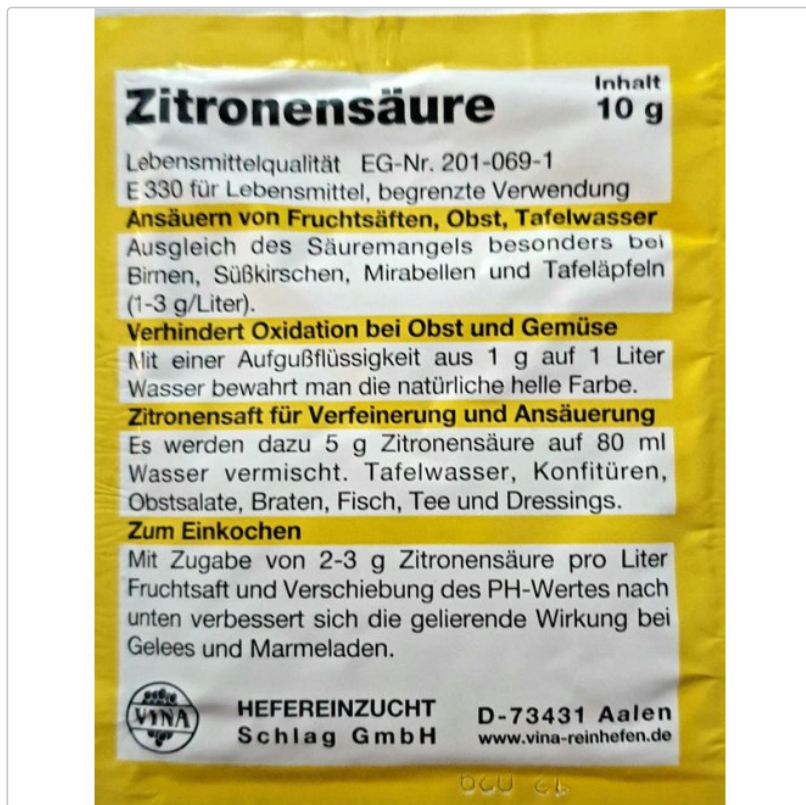 Zitronensäure
Inhalt
10 g
Lebensmittelqualität EG-Nr. 201-069-1
E 330 für Lebensmittel, begrenzte Verwendung
Ansäuern von Fruchtsäften, Obst, Tafelwasser
Ausgleich des Säuremangels besonders bei
Birnen, Süßkirschen, Mirabellen und Tafeläpfeln
(1-3 g/Liter).
Verhindert Oxidation bei Obst und Gemüse
Mit einer Aufgußflüssigkeit aus 1 g auf 1 Liter
Wasser bewahrt man die natürliche helle Farbe.
Zitronensaft für Verfeinerung und Ansäuerung
Es werden dazu 5 g Zitronensäure auf 80 ml
Wasser vermischt. Tafelwasser, Konfitüren,
Obstsalate, Braten, Fisch, Tee und Dressings.
Zum Einkochen
Mit Zugabe von 2-3 g Zitronensäure pro Liter
Fruchtsaft und Verschiebung des PH-Wertes nach
unten verbessert sich die gelierende Wirkung bei
Gelees und Marmeladen.
VINA
HEFEREINZUCHT
Schlag GmbH
D-73431 Aalen
www.vina-reinhefen.de